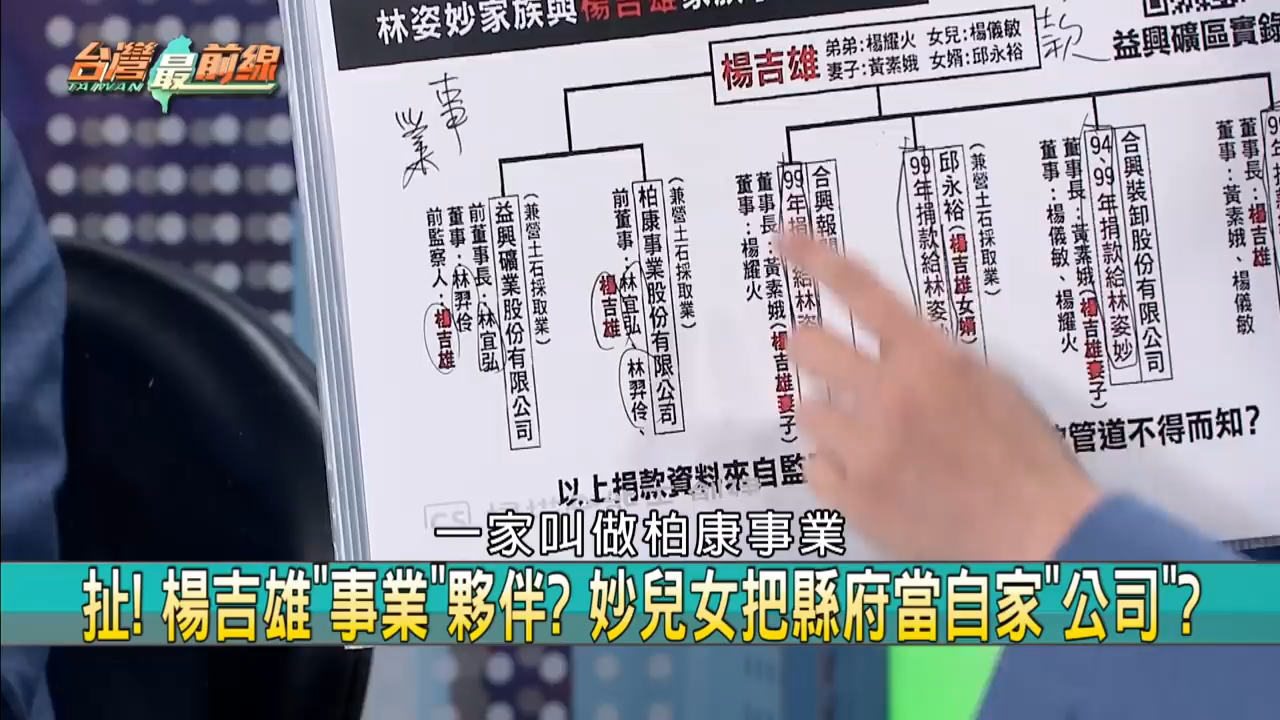 林姿妙家族與楊吉雄家族
台灣最前線
TAIWAN
楊吉雄
弟弟:楊耀火 女兒:楊儀敏
妻子:黃素娥 女婿:邱永裕
款
益興礦區實錄
事業
(兼營土石採取業)
益興礦業股份有限公司
前董事長:林宜弘
董事:林羿伶
前監察人:楊吉雄
(兼營土石採取業)
柏康事業股份有限公司
前董事:林宜弘、林羿伶、
楊吉雄
合興報
99年捐
給林姿
董事長:黃素娥(楊吉雄妻子)
董事:楊耀火
(兼營土石採取業)
邱永裕(楊吉雄女婿)
99年捐款給林姿
合興裝卸股份有限公司
94、99年捐款給林姿妙
董事長:黃素娥(楊吉雄妻子)
董事:楊儀敏、楊耀火
董事長:楊吉雄
董事:黃素娥、楊儀敏
以上捐款資料來自監
管道不得而知?
一家叫做柏康事業
扯!楊吉雄"事業"夥伴?妙兒女把縣府當自家"公司"?